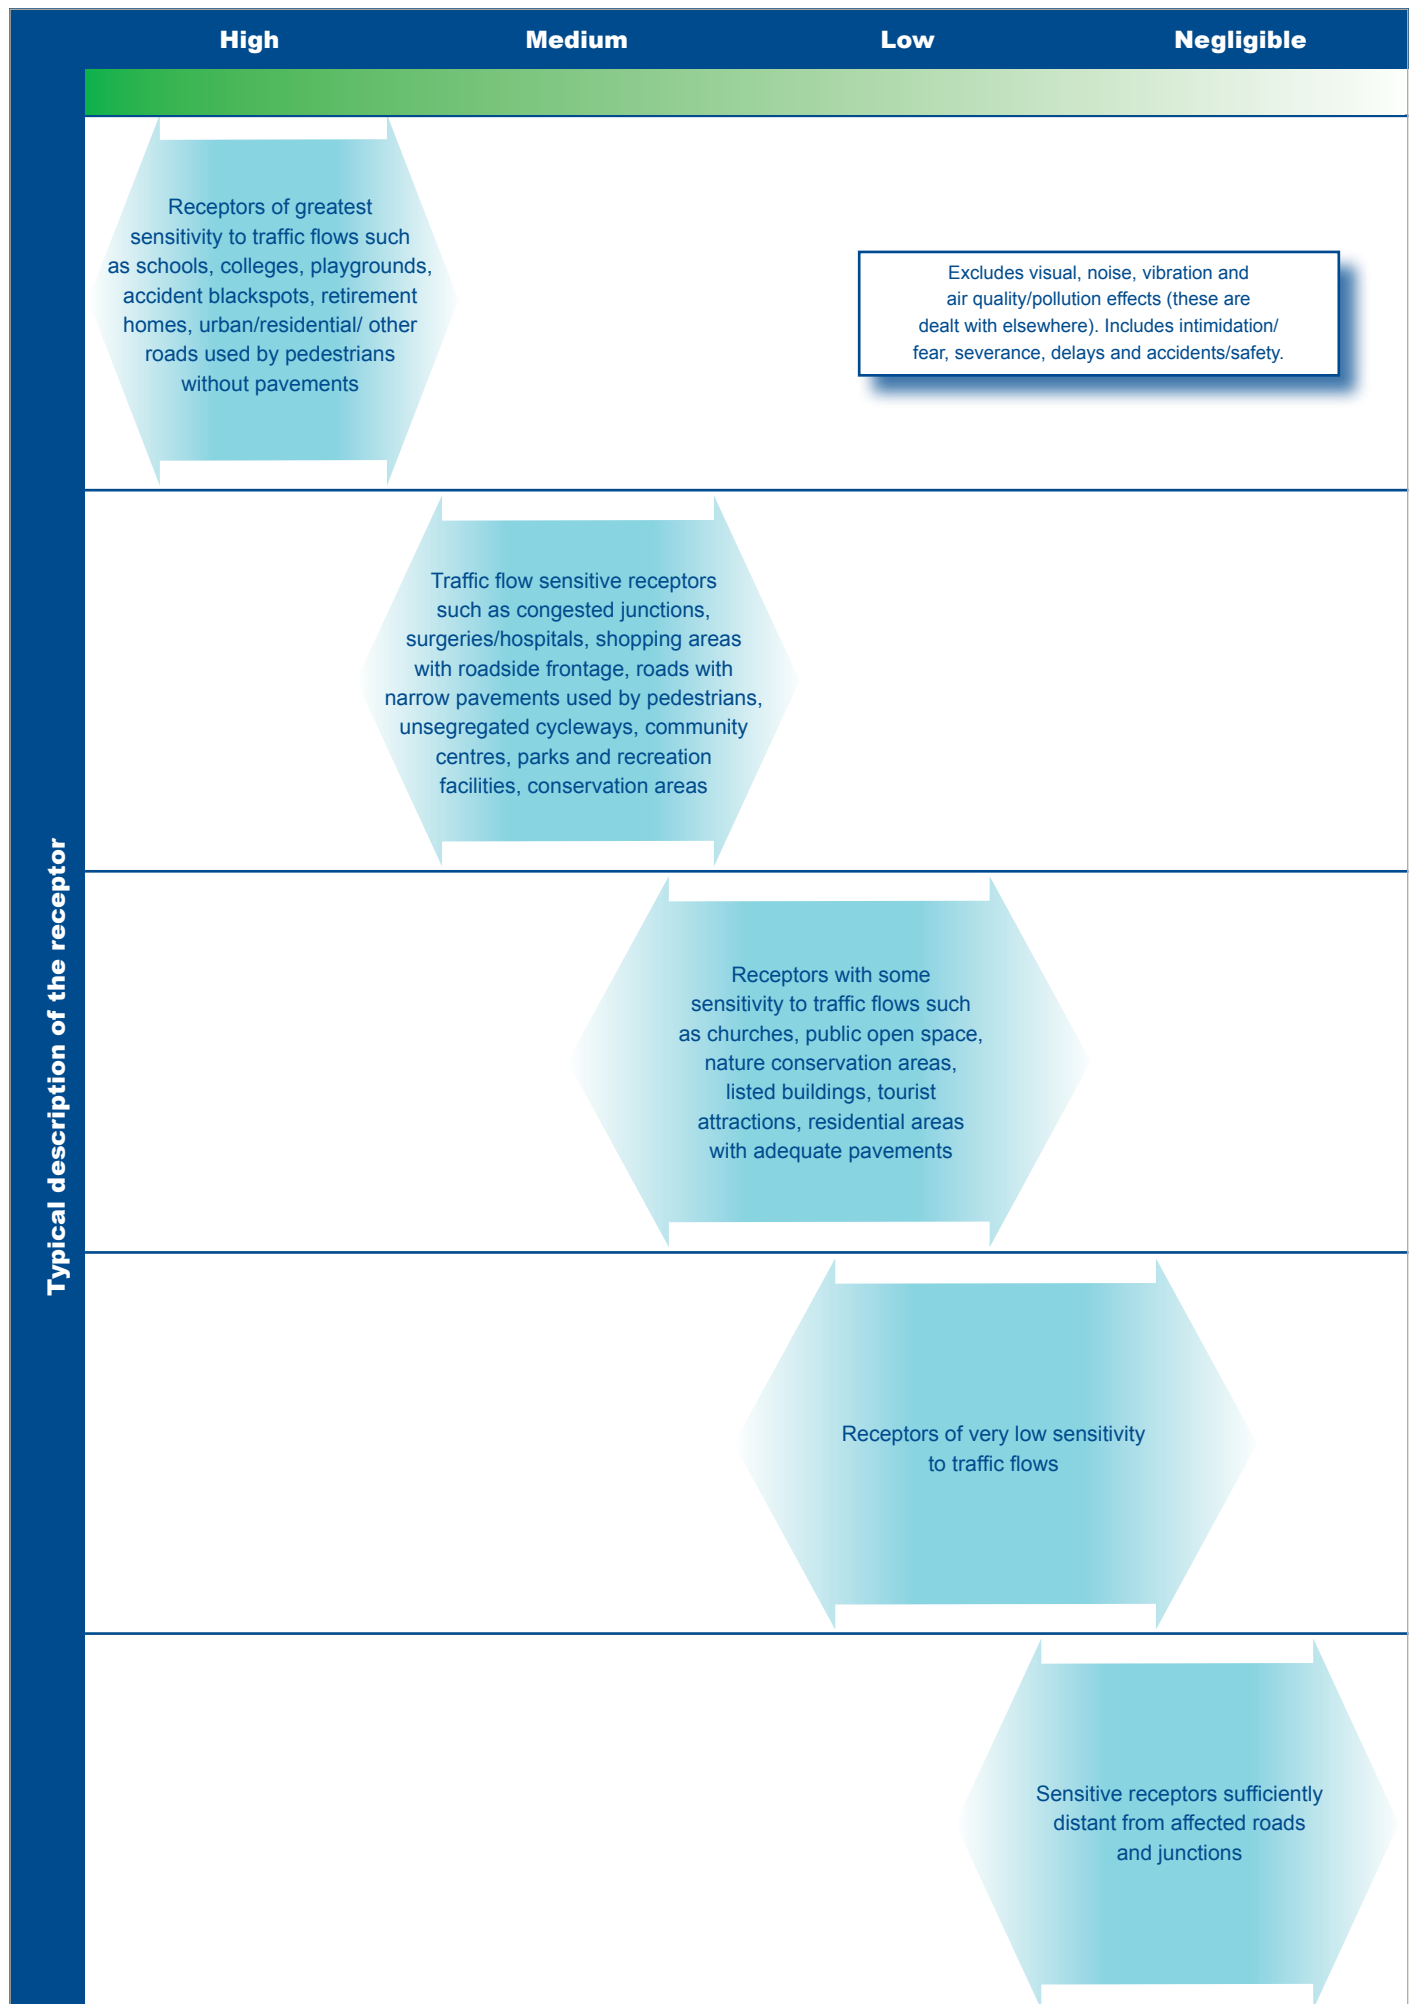 High Medium Low Negligible
Typical description of the receptor
Receptors of greatest
sensitivity to traffic flows such
as schools, colleges, playgrounds,
accident blackspots, retirement
homes, urban/residential/ other
roads used by pedestrians
without pavements
Excludes visual, noise, vibration and
air quality/pollution effects (these are
dealt with elsewhere). Includes intimidation/
fear, severance, delays and accidents/safety.
Traffic flow sensitive receptors
such as congested junctions,
surgeries/hospitals, shopping areas
with roadside frontage, roads with
narrow pavements used by pedestrians,
unsegregated cycleways, community
centres, parks and recreation
facilities, conservation areas
Receptors with some
sensitivity to traffic flows such
as churches, public open space,
nature conservation areas,
listed buildings, tourist
attractions, residential areas
with adequate pavements
Receptors of very low sensitivity
to traffic flows
Sensitive receptors sufficiently
distant from affected roads
and junctions